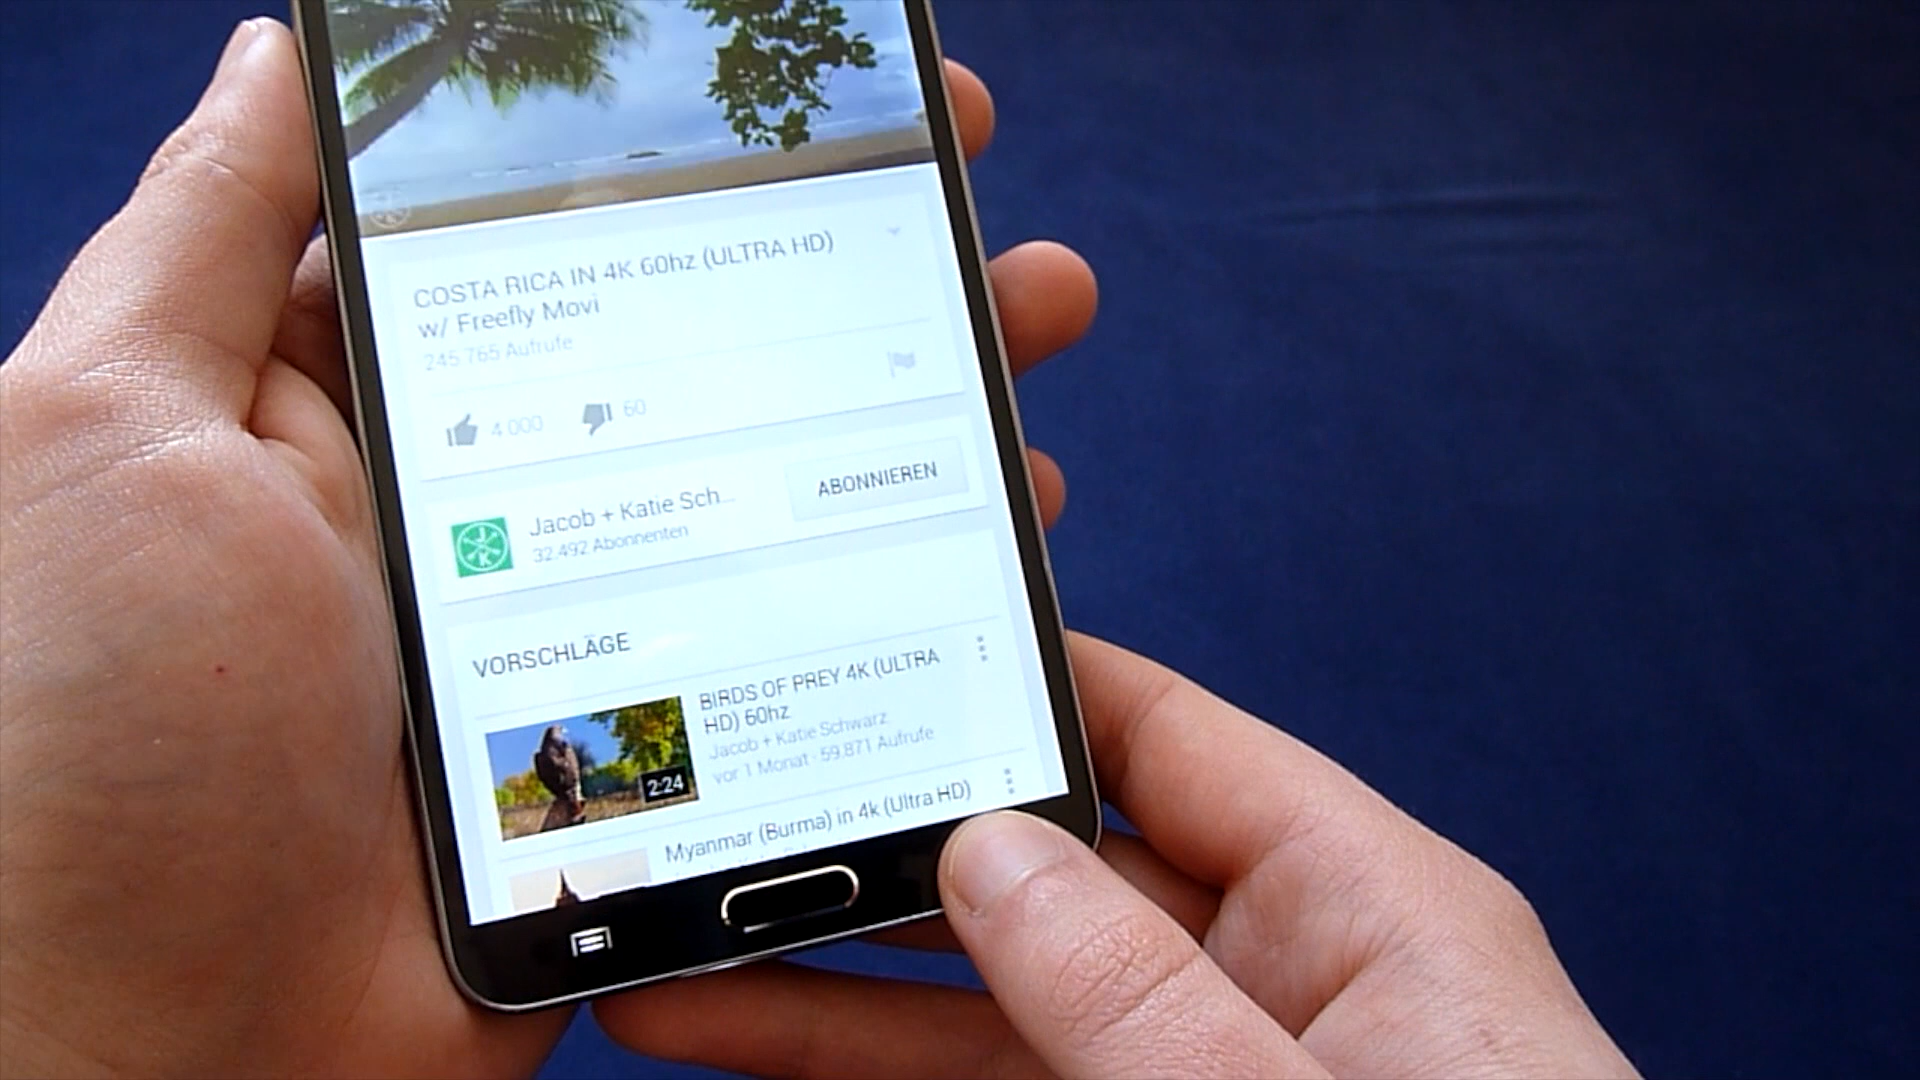 COSTA RICA IN 4K 60hz (ULTRA HD)
w/ Freefly Movi
245 765 Aufrufe
4 000
60
Jacob + Katie Sch...
32.492 Abonnenten
ABONNIEREN
J
K
VORSCHLÄGE
BIRDS OF PREY 4K (ULTRA
HD) 60hz
Jacob + Katie Schwarz
vor 1 Monat · 59.871 Aufrufe
2:24
Myanmar (Burma) in 4k (Ultra HD)